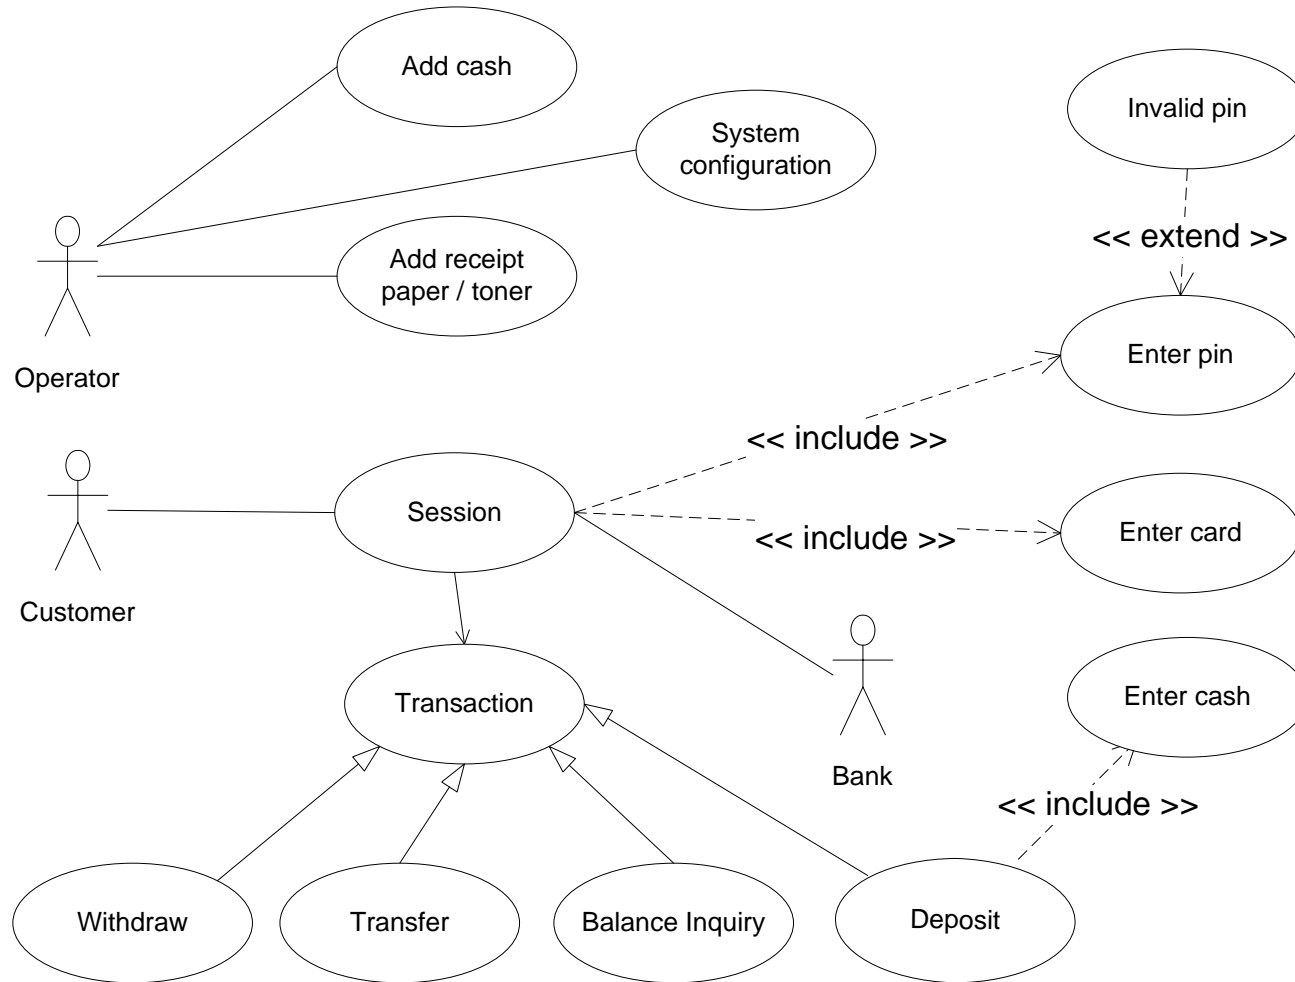 Add cash
System
configuration
Invalid pin
Add receipt
paper / toner
<< extend >>
Operator
Enter pin
<< include >>
Session
Enter card
<< include >>
Customer
Transaction
Enter cash
Bank
<< include >>
Withdraw
Transfer
Balance Inquiry
Deposit